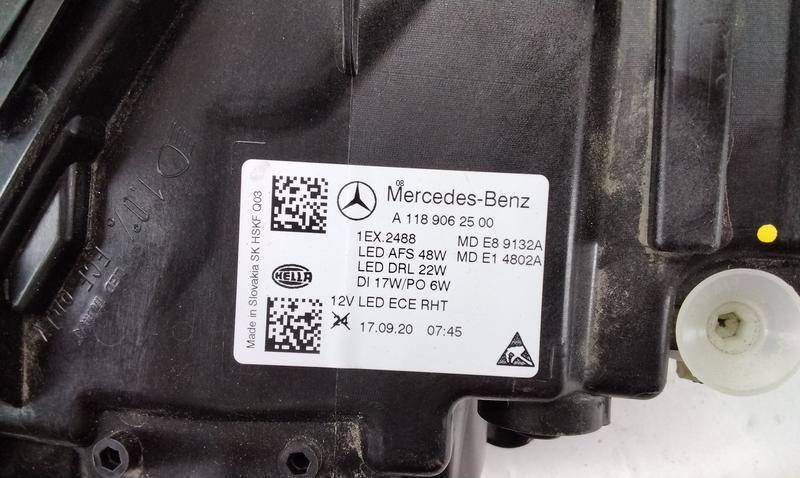 08
Mercedes-Benz
A 118 906 25 00
1EX.2488 MD E8 9132A
LED AFS 48W MD E1 4802A
LED DRL 22W
DI 17W/PO 6W
12V LED ECE RHT
24 17.09.20 07:45
HELLA
Made in Slovakia SK HSKF Q03